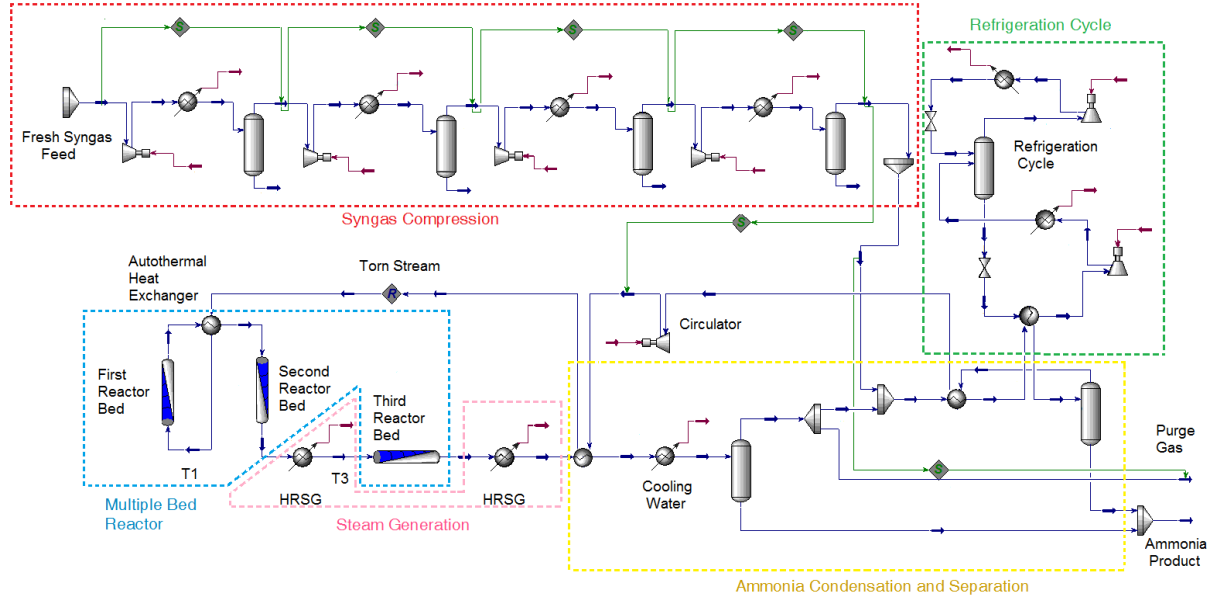 Refrigeration Cycle
S
S
S
S
Fresh Syngas
Feed
Refrigeration
Cycle
Syngas Compression
S
Autothermal
Heat
Exchanger
Torn Stream
R
Circulator
First
Reactor
Bed
Second
Reactor
Bed
Third
Reactor
Bed
T1
T3
HRSG
HRSG
Cooling
Water
S
Purge
Gas
Multiple Bed
Reactor
Steam Generation
Ammonia
Product
Ammonia Condensation and Separation